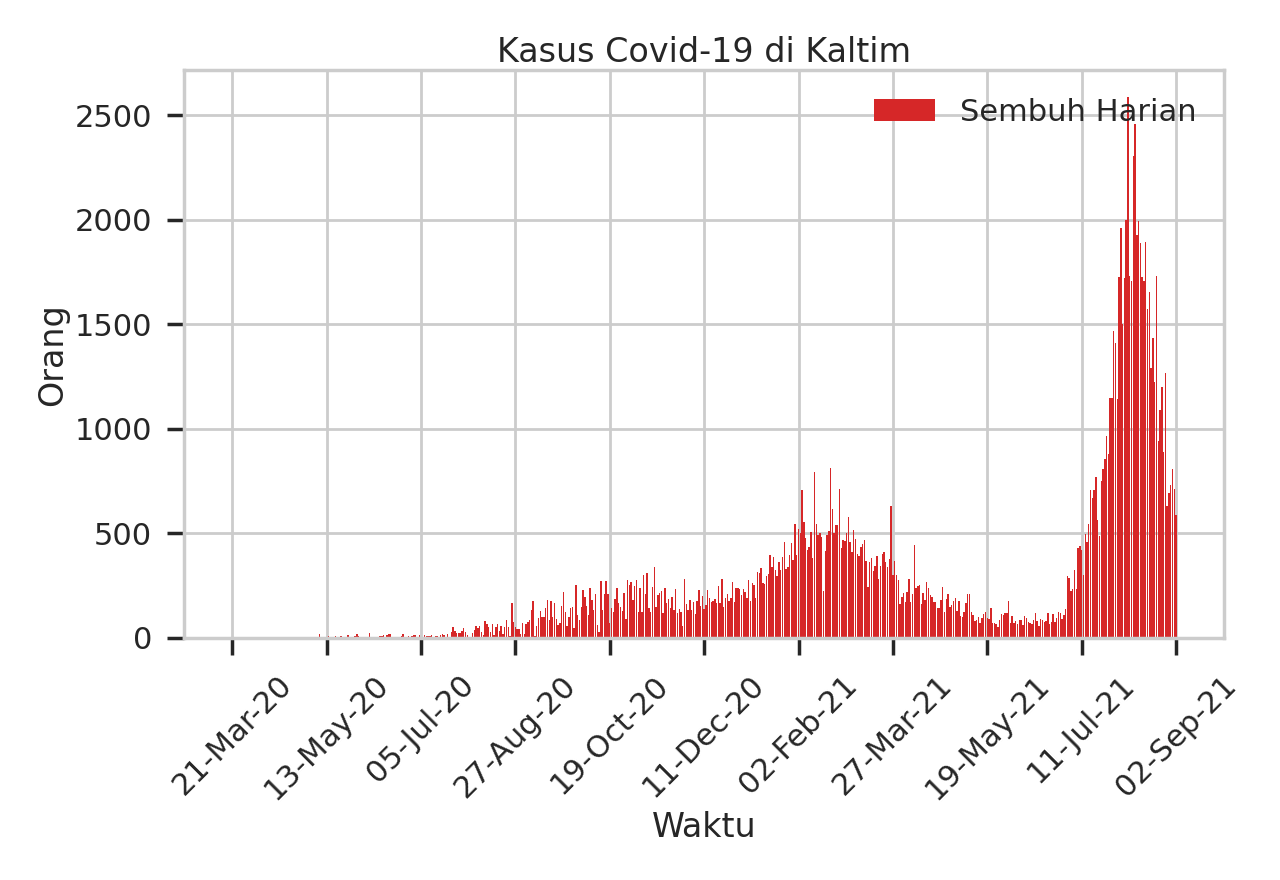 Kasus Covid-19 di Kaltim
Sembuh Harian
Orang
2500
2000
1500
1000
500
0
21-Mar-20
13-May-20
05-Jul-20
27-Aug-20
19-Oct-20
11-Dec-20
02-Feb-21
27-Mar-21
19-May-21
11-Jul-21
02-Sep-21
Waktu